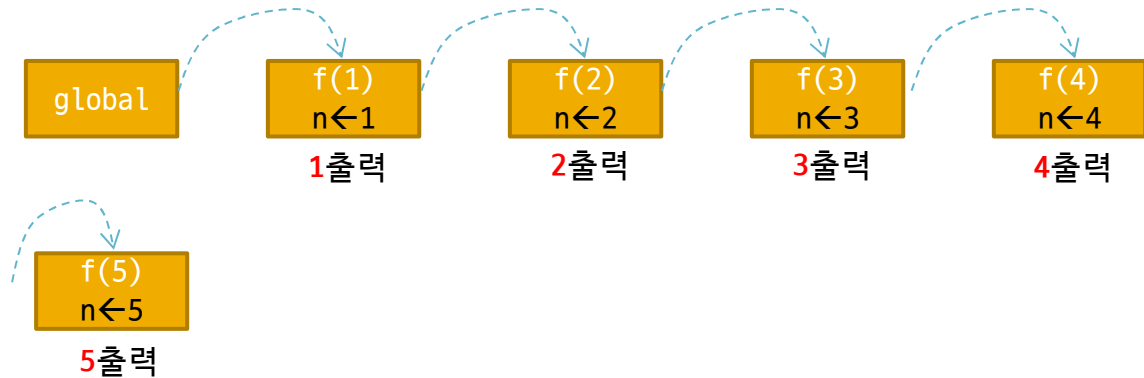 global
f(1)
n←1
1출력
f(2)
n←2
2출력
f(3)
n←3
3출력
f(4)
n←4
4출력
f(5)
n←5
5출력